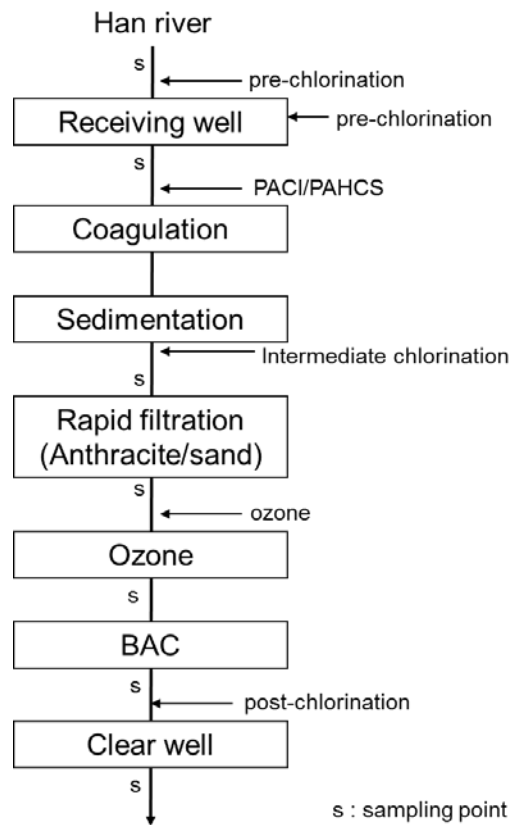 Han river
s
pre-chlorination
Receiving well
pre-chlorination
s
PACl/PAHCS
Coagulation
Sedimentation
Intermediate chlorination
s
Rapid filtration
(Anthracite/sand)
s
ozone
Ozone
s
BAC
s
post-chlorination
Clear well
s
s : sampling point